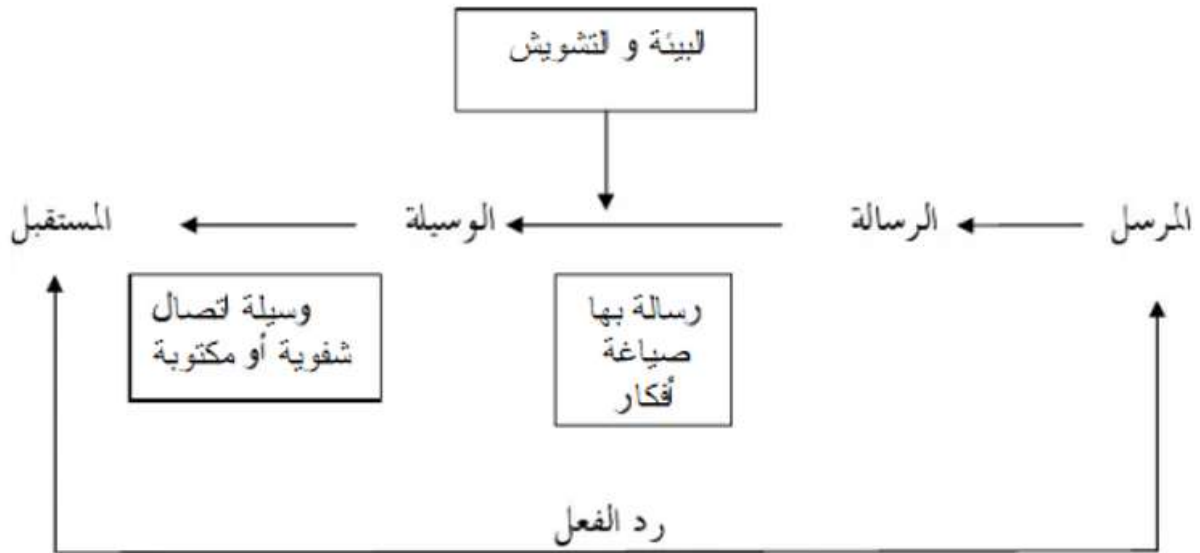 البيئة و التشويش
المرسل
الرسالة
الوسيلة
المستقبل
رسالة بها
صياغة
أفكار
وسيلة اتصال
شفوية أو مكتوبة
رد الفعل